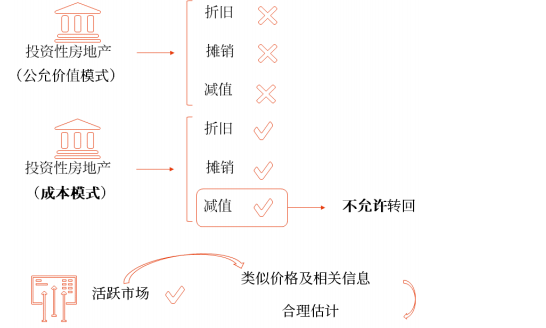 折旧
投资性房地产
摊销
（公允价值模式）
减值
折旧
投资性房地产
摊销
（成本模式）
减值
不允许转回
类似价格及相关信息
活跃市场
合理估计